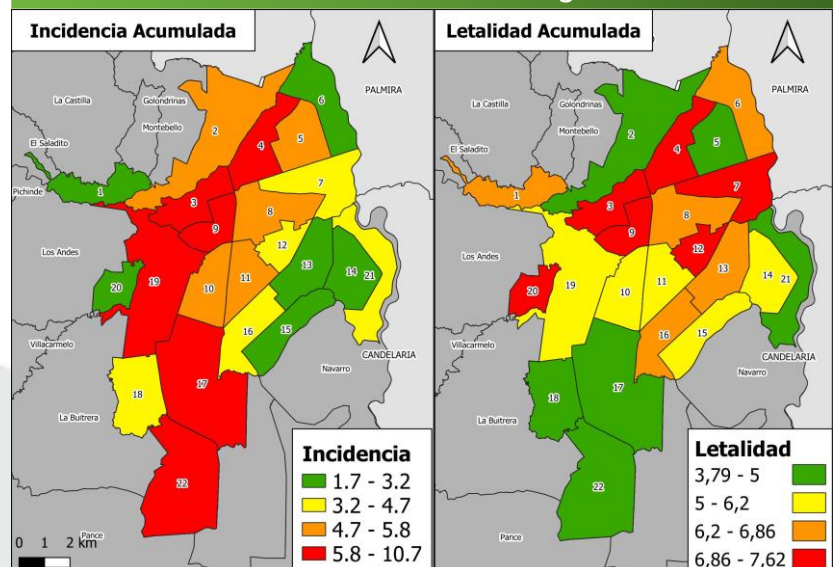 Incidencia Acumulada
La Castilla
Golondrinas
Montebello
El Saladito
Pichinde
Los Andes
Villacarmelo
La Buitrera
Pance
PALMIRA
CANDELARIA
Navarro
1
2
3
4
5
6
7
8
9
10
11
12
13
14
15
16
17
18
19
20
21
22
Incidencia
1.7 - 3.2
3.2 - 4.7
4.7 - 5.8
5.8 - 10.7
0 1 2 km
Letalidad Acumulada
La Castilla
Golondrinas
Montebello
El Saladito
Pichinde
Los Andes
Villacarmelo
La Buitrera
Pance
PALMIRA
CANDELARIA
Navarro
1
2
3
4
5
6
7
8
9
10
11
12
13
14
15
16
17
18
19
20
21
22
Letalidad
3,79 - 5
5 - 6,2
6,2 - 6,86
6,86 - 7,62